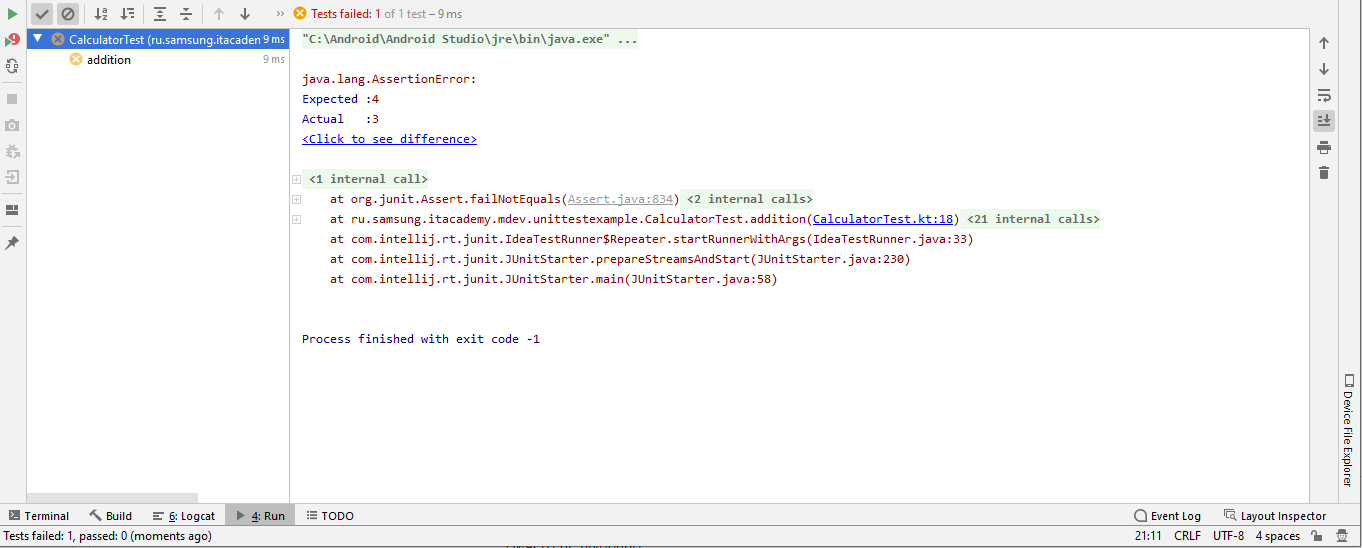 Tests failed: 1 of 1 test – 9 ms
CalculatorTest (ru.samsung.itacaden 9 ms
addition 9 ms
"C:\Android\Android Studio\jre\bin\java.exe" ...
java.lang.AssertionError:
Expected :4
Actual   :3
<Click to see difference>
<1 internal call>
at org.junit.Assert.failNotEquals(Assert.java:834) <2 internal calls>
at ru.samsung.itacademy.mdev.unittestexample.CalculatorTest.addition(CalculatorTest.kt:18) <21 internal calls>
at com.intellij.rt.junit.IdeaTestRunner$Repeater.startRunnerWithArgs(IdeaTestRunner.java:33)
at com.intellij.rt.junit.JUnitStarter.prepareStreamsAndStart(JUnitStarter.java:230)
at com.intellij.rt.junit.JUnitStarter.main(JUnitStarter.java:58)
Process finished with exit code -1
Device File Explorer
Terminal Build 6: Logcat 4: Run TODO Event Log Layout Inspector
Tests failed: 1, passed: 0 (moments ago) 21:11 CRLF UTF-8 4 spaces